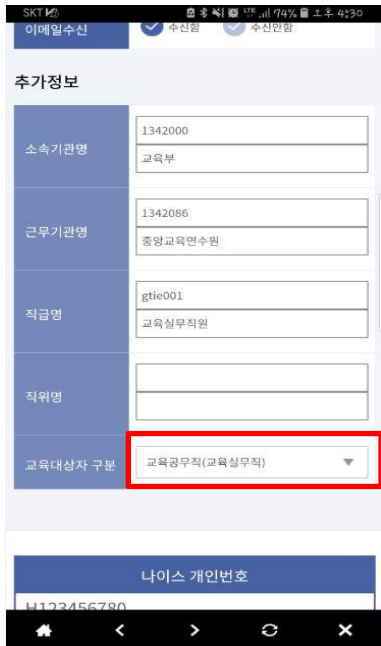 SKT 74% 오후 4:30
이메일수신 수신함 수신안함
추가정보
소속기관명
1342000
교육부
근무기관명
1342086
중앙교육연수원
직급명
gtie001
교육실무직원
직위명
교육대상자 구분
교육공무직(교육실무직)
나이스 개인번호
H123456780